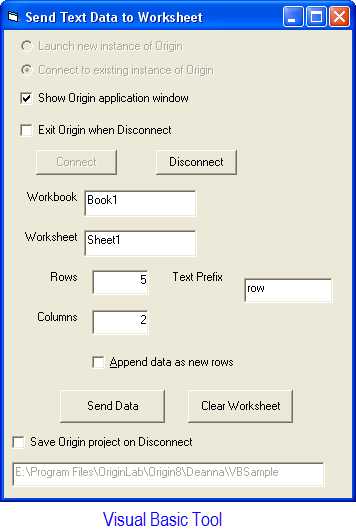 Send Text Data to Worksheet
Launch new instance of Origin
Connect to existing instance of Origin
Show Origin application window
Exit Origin when Disconnect
Connect Disconnect
Workbook Book1
Worksheet Sheet1
Rows 5 Text Prefix row
Columns 2
Append data as new rows
Send Data Clear Worksheet
Save Origin project on Disconnect
E:\Program Files\OriginLab\Origin8\Deanna\VBSample
Visual Basic Tool